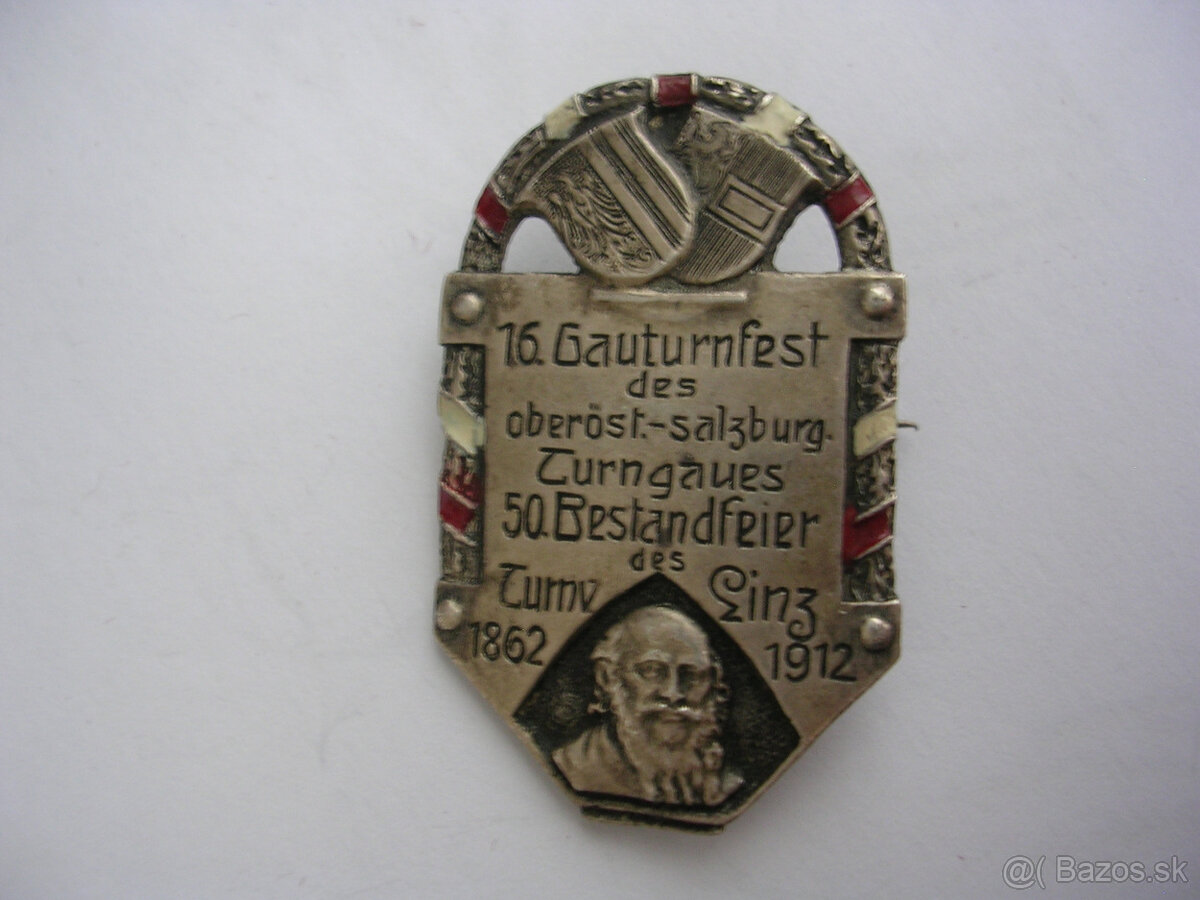 16. Gauturnfest
des
oberöst.-salzburg.
Turngaues
50. Bestandfeier
des
Turnv Linz
1862 1912
@( Bazos.sk